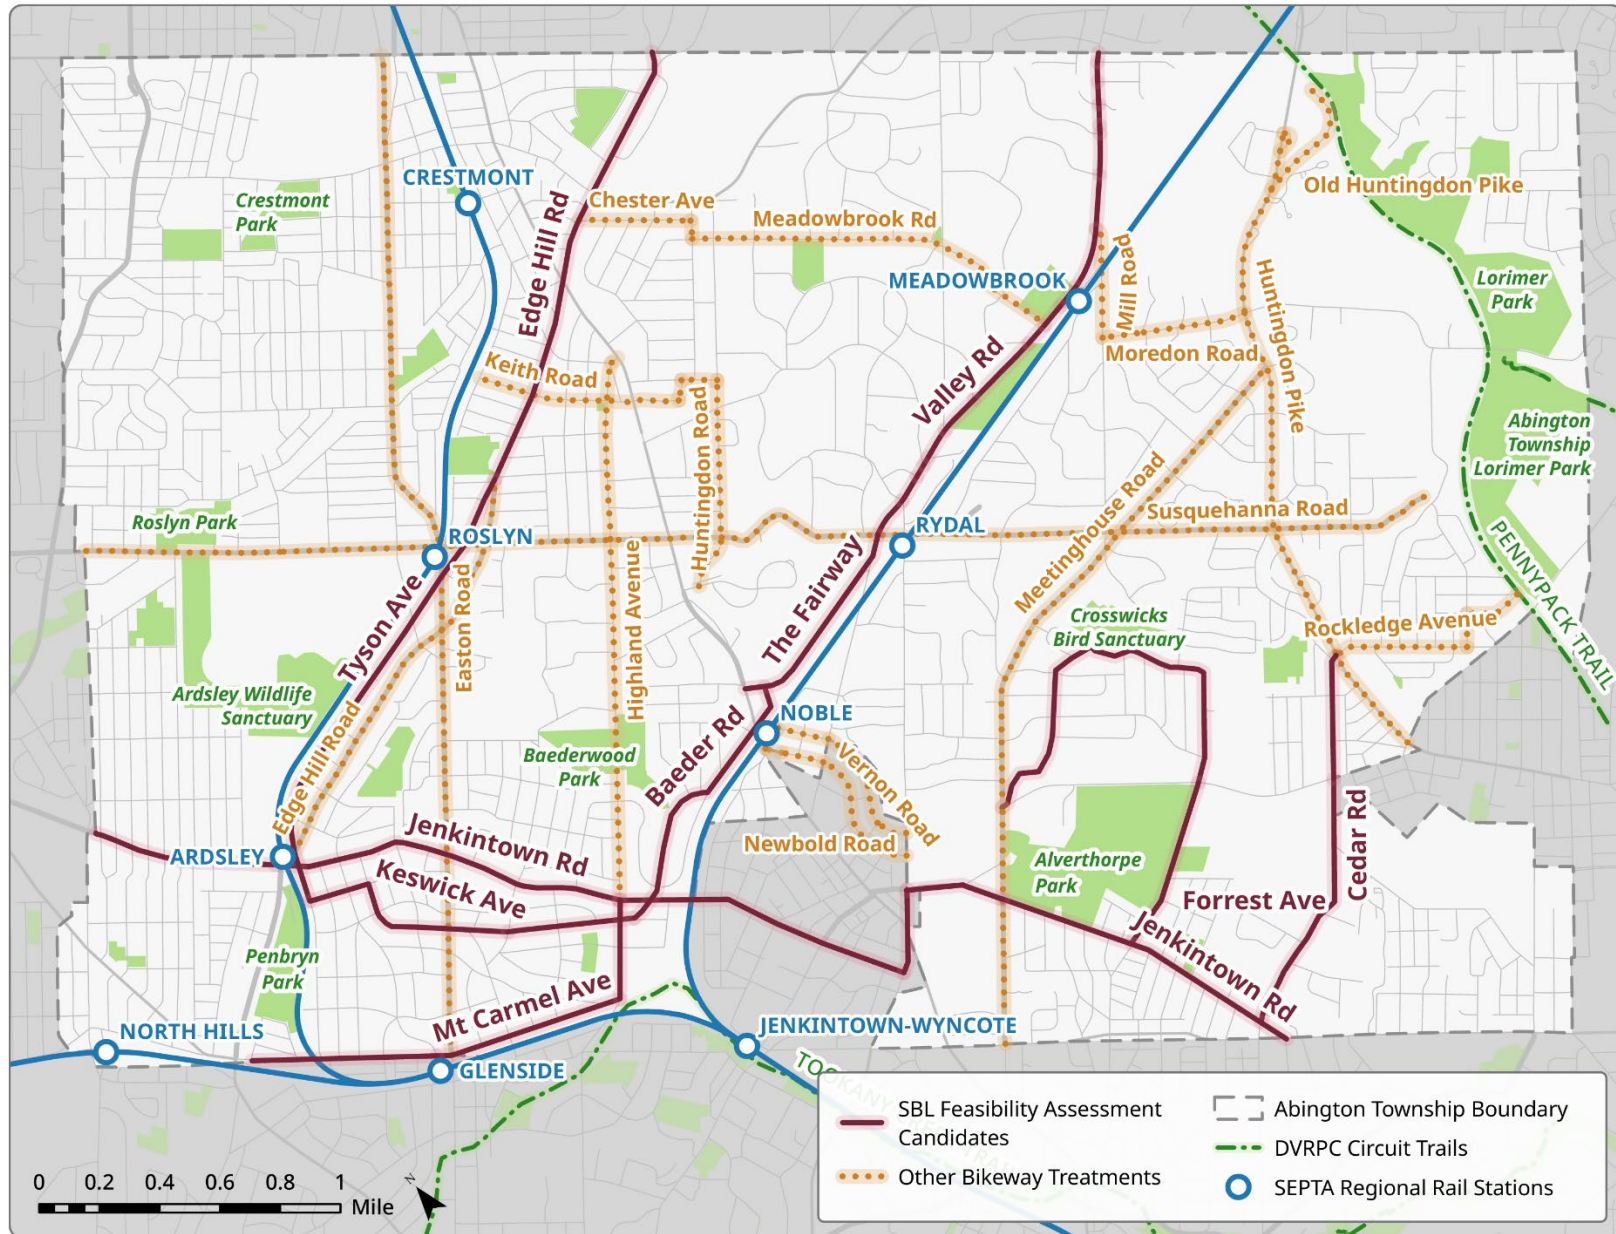 CRESTMONT
Crestmont
Park
Edge Hill Rd
Chester Ave
Meadowbrook Rd
MEADOWBROOK
Mill Road
Old Huntingdon Pike
Huntingdon Pike
Moredon Road
Lorimer
Park
Abington
Township
Lorimer Park
Keith Road
Huntingdon Road
Valley Rd
Meetinghouse Road
Susquehanna Road
RYDAL
Roslyn Park
ROSLYN
PENNYPACK TRAIL
Tyson Ave
Easton Road
Highland Avenue
The Fairway
Crosswicks
Bird Sanctuary
Rockledge Avenue
Ardsley Wildlife
Sanctuary
Edge Hill Road
Baederwood
Park
Baeder Rd
NOBLE
Vernon Road
Newbold Road
ARDSLEY
Jenkintown Rd
Keswick Ave
Alverthorpe
Park
Forrest Ave
Cedar Rd
Jenkintown Rd
Penbryn
Park
Mt Carmel Ave
NORTH HILLS
GLENSIDE
JENKINTOWN-WYNCOTE
SBL Feasibility Assessment
Candidates
Other Bikeway Treatments
Abington Township Boundary
DVRPC Circuit Trails
SEPTA Regional Rail Stations
0 0.2 0.4 0.6 0.8 1
Mile
N